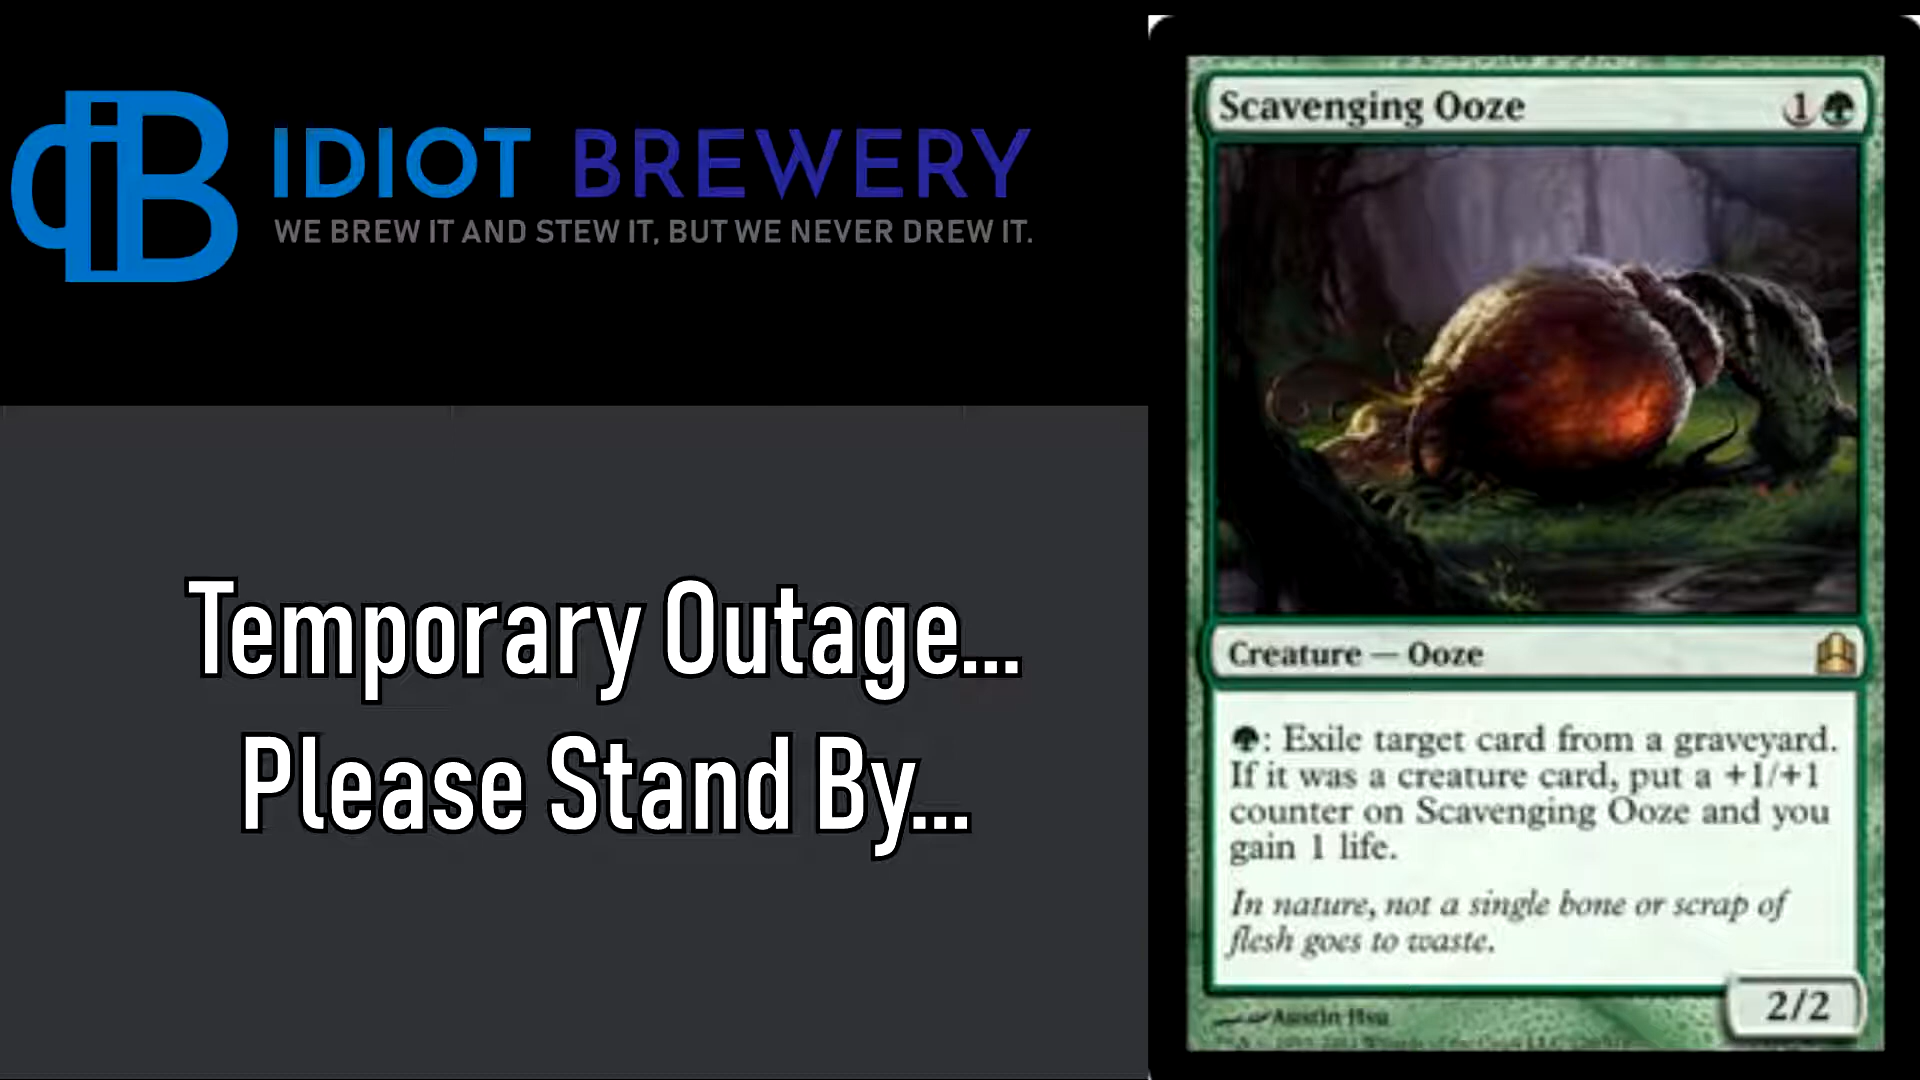 IDIOT BREWERY
WE BREW IT AND STEW IT, BUT WE NEVER DREW IT.
Temporary Outage...
Please Stand By...
Scavenging Ooze 1
Creature — Ooze
: Exile target card from a graveyard.
If it was a creature card, put a +1/+1
counter on Scavenging Ooze and you
gain 1 life.
In nature, not a single bone or scrap of
flesh goes to waste.
2/2
Austin Hsu